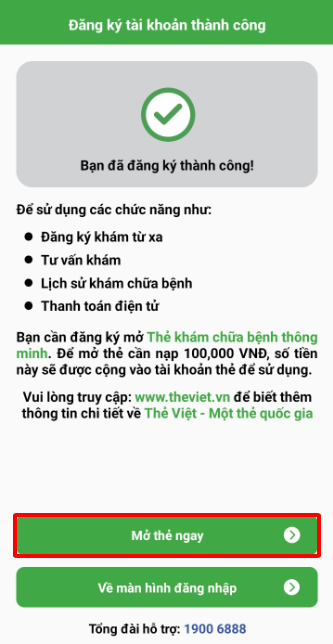 Đăng ký tài khoản thành công
Bạn đã đăng ký thành công!
Để sử dụng các chức năng như:
Đăng ký khám từ xa
Tư vấn khám
Lịch sử khám chữa bệnh
Thanh toán điện tử
Bạn cần đăng ký mở Thẻ khám chữa bệnh thông
minh. Để mở thẻ cần nạp 100,000 VNĐ, số tiền
này sẽ được cộng vào tài khoản thẻ để sử dụng.
Vui lòng truy cập: www.theviet.vn để biết thêm
thông tin chi tiết về Thẻ Việt - Một thẻ quốc gia
Mở thẻ ngay
Về màn hình đăng nhập
Tổng đài hỗ trợ: 1900 6888